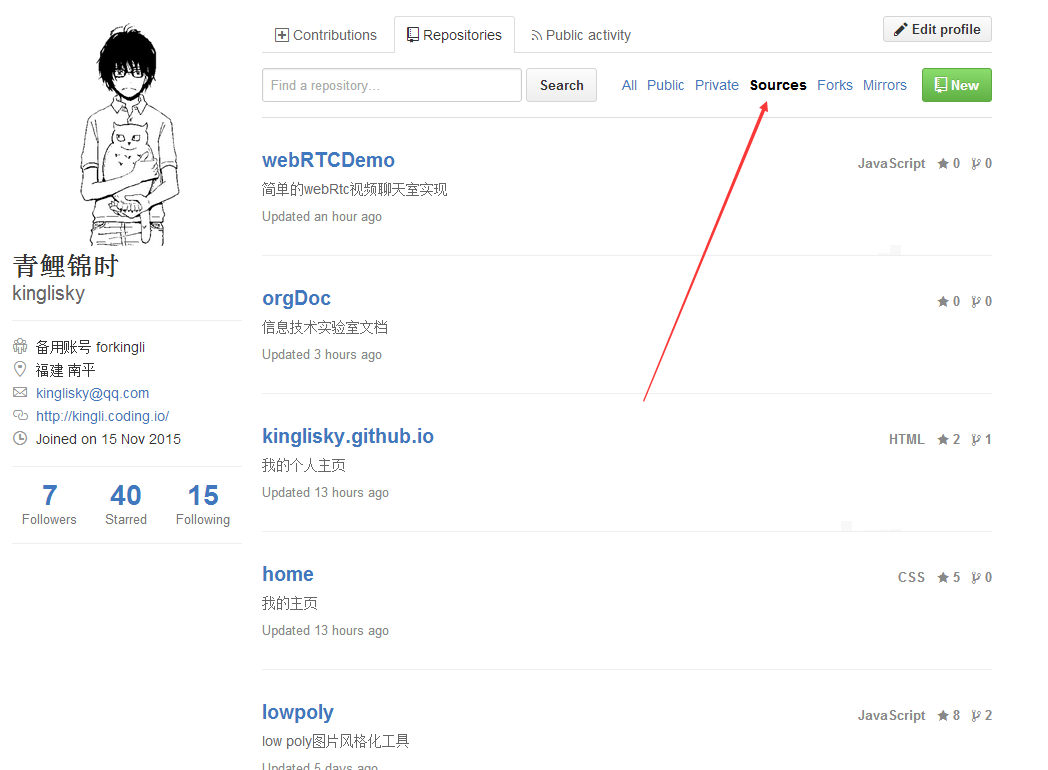 Contributions
Repositories
Public activity
Edit profile
Find a repository...
Search
All Public Private Sources Forks Mirrors
New
青鲤锦时
kinglisky
备用账号 forkingli
福建 南平
kinglisky@qq.com
http://kingli.coding.io/
Joined on 15 Nov 2015
7 40 15
Followers Starred Following
webRTCDemo
JavaScript 0 0
简单的webRtc视频聊天室实现
Updated an hour ago
orgDoc
0 0
信息技术实验室文档
Updated 3 hours ago
kinglisky.github.io
HTML 2 1
我的个人主页
Updated 13 hours ago
home
CSS 5 0
我的主页
Updated 13 hours ago
lowpoly
JavaScript 8 2
low poly图片风格化工具
Updated 5 days ago